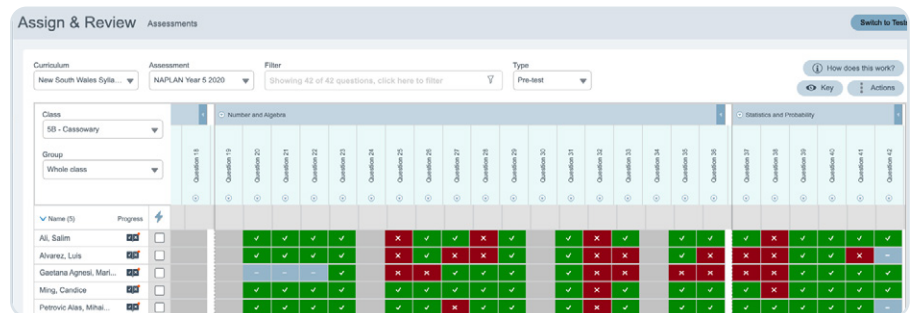 Assign & Review Assessments
Switch to Testi
Curriculum
New South Wales Sylla...
Assessment
NAPLAN Year 5 2020
Filter
Showing 42 of 42 questions, click here to filter
Type
Pre-test
How does this work?
Key
Actions
Class
5B - Cassowary
Group
Whole class
Number and Algebra
Statistics and Probability
Question 18
Question 19
Question 20
Question 21
Question 22
Question 23
Question 24
Question 25
Question 26
Question 27
Question 28
Question 29
Question 30
Question 31
Question 32
Question 33
Question 34
Question 35
Question 36
Question 37
Question 38
Question 39
Question 40
Question 41
Question 42
Name (5) Progress
Ali, Salim
Alvarez, Luis
Gaetana Agnesi, Mari...
Ming, Candice
Petrovic Alas, Mihai...